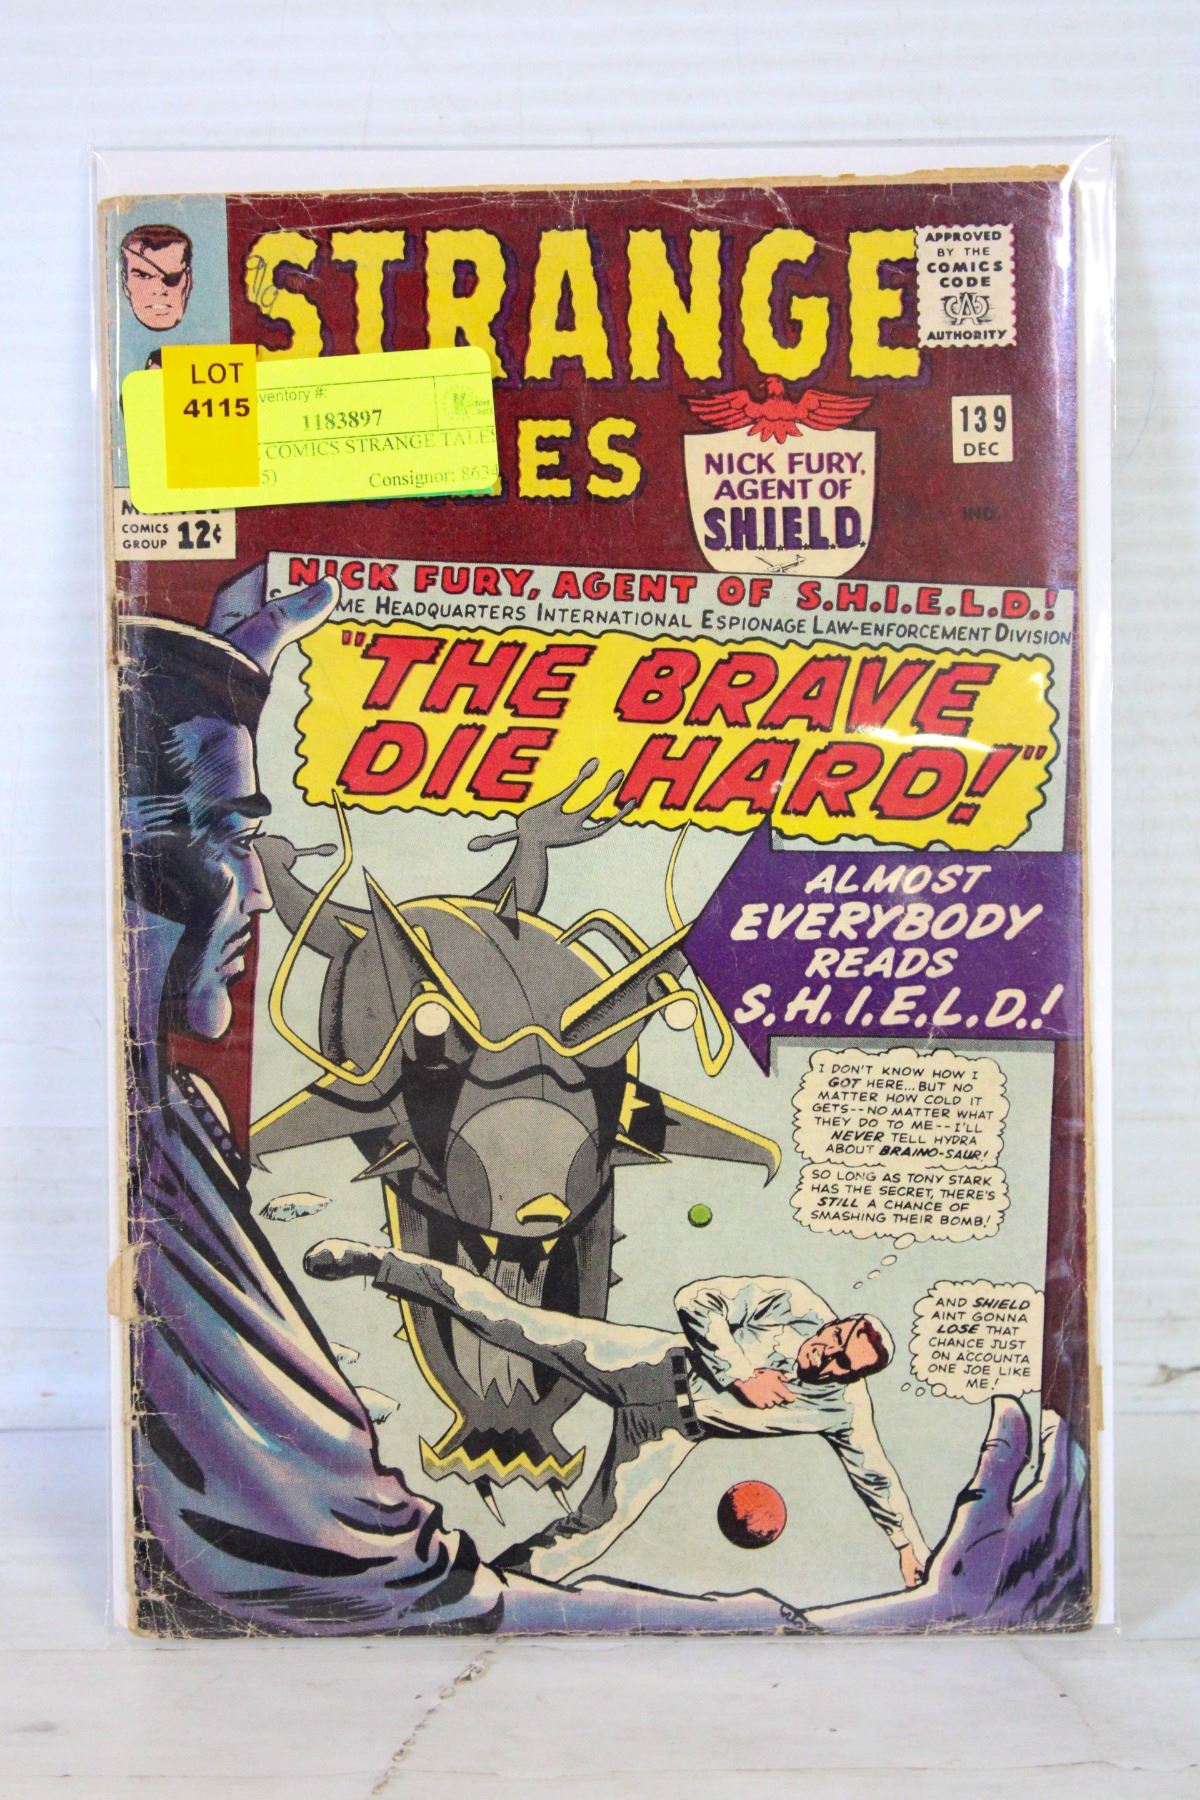 STRANGE
APPROVED
BY THE
COMICS
CODE
AUTHORITY
LOT
4115
ventory #:
1183897
COMICS STRANGE TALES
5)
Consignor: 8634
ES
NICK FURY,
AGENT OF
S.H.I.E.L.D.
139
DEC
IND.
COMICS
GROUP
12¢
NICK FURY, AGENT OF S.H.I.E.L.D.!
ME HEADQUARTERS INTERNATIONAL ESPIONAGE LAW-ENFORCEMENT DIVISION
"THE BRAVE
DIE HARD!"
ALMOST
EVERYBODY
READS
S.H.I.E.L.D.!
I DON'T KNOW HOW I
GOT HERE...BUT NO
MATTER HOW COLD IT
GETS--NO MATTER WHAT
THEY DO TO ME--I'LL
NEVER TELL HYDRA
ABOUT BRAINO-SAUR!
SO LONG AS TONY STARK
HAS THE SECRET, THERE'S
STILL A CHANCE OF
SMASHING THEIR BOMB!
AND SHIELD
AINT GONNA
LOSE THAT
CHANCE JUST
ON ACCOUNTA
ONE JOE LIKE
ME!